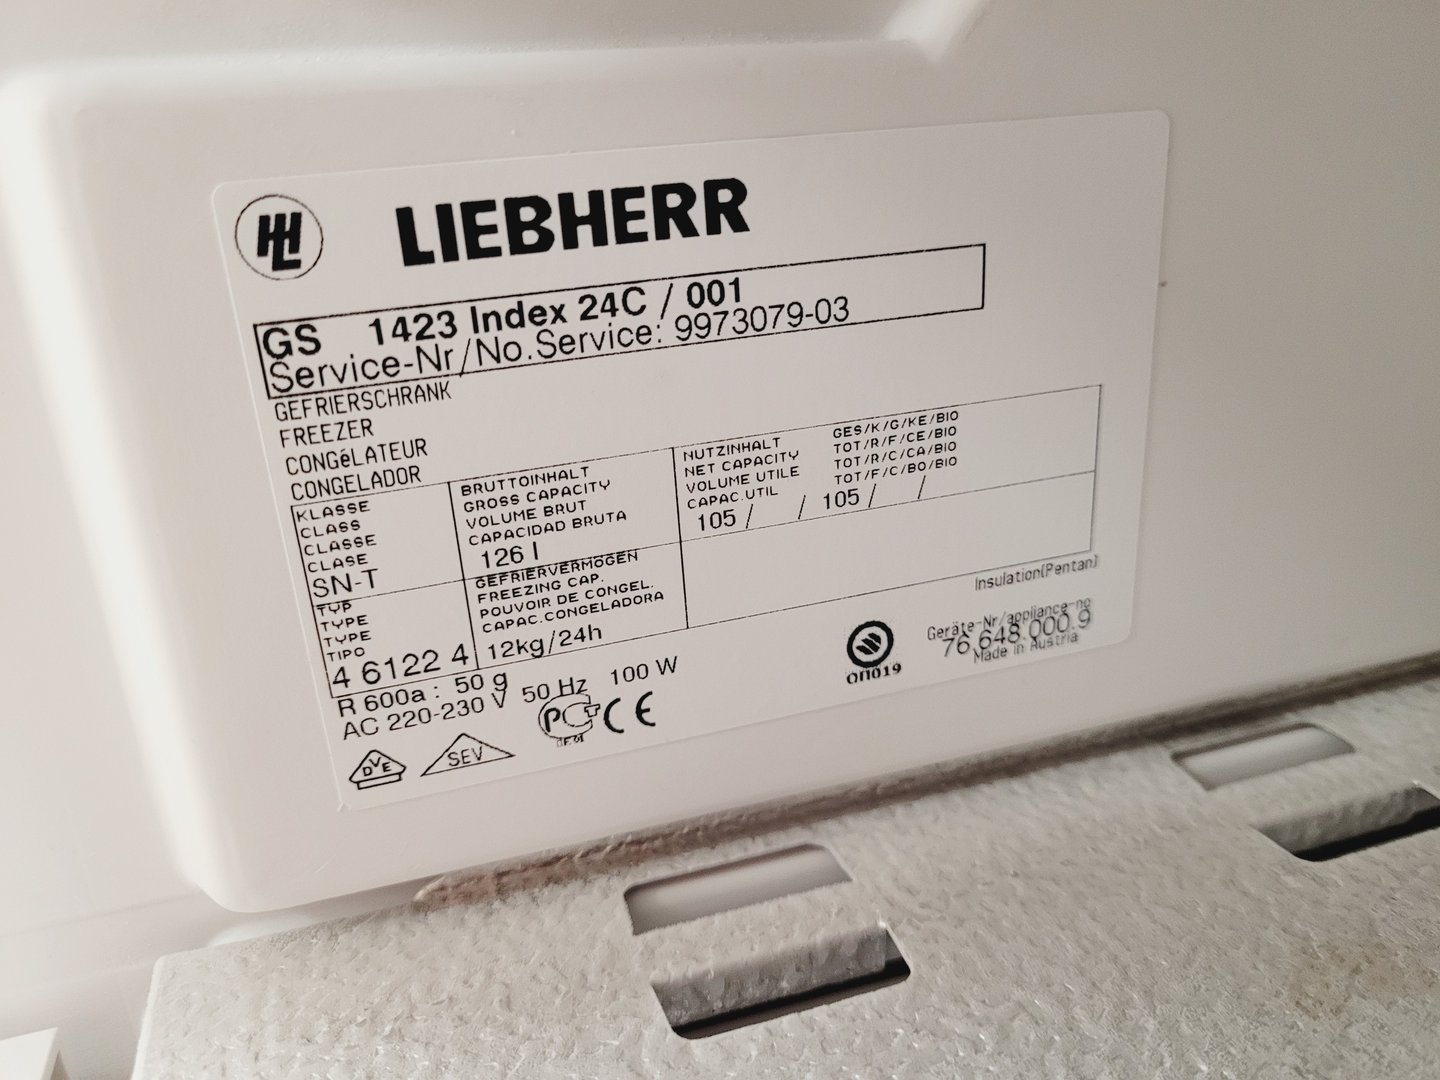 LIEBHERR
GS 1423 Index 24C / 001
Service-Nr/No.Service: 9973079-03
GEFRIERSCHRANK
FREEZER
CONGéLATEUR
CONGELADOR
KLASSE
CLASS
CLASSE
CLASE
SN-T
BRUTTOINHALT
GROSS CAPACITY
VOLUME BRUT
CAPACIDAD BRUTA
126 l
NUTZINHALT GES/K/G/KE/BIO
NET CAPACITY TOT/R/F/CE/BIO
VOLUME UTILE TOT/R/C/CA/BIO
CAPAC.UTIL TOT/F/C/BO/BIO
105 / / 105 / /
TYP
TYPE
TYPE
TIPO
4 6122 4
GEFRIERVERMÖGEN
FREEZING CAP.
POUVOIR DE CONGEL.
CAPAC.CONGELADORA
12kg/24h
Insulation(Pentan)
R 600a : 50 g
AC 220-230 V 50 Hz 100 W
Geräte-Nr/appliance-no
76.648.000.9
Made in Austria
DVE SEV PCT CE
ОП019